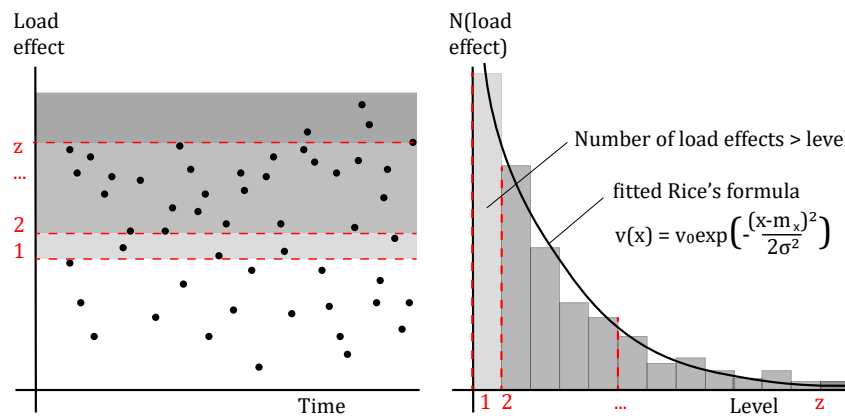 Load
effect
z
...
2
1
Time
N(load
effect)
Number of load effects > level
fitted Rice's formula
v(x) = v₀exp(-(x-mₓ)²/2σ²)
1 2 ... Level z